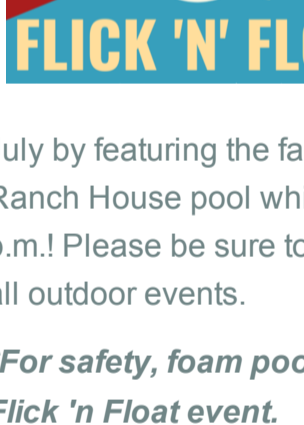 FLICK 'N' FLO
uly by featuring the fa
Ranch House pool whi
p.m.! Please be sure to
all outdoor events.
For safety, foam poo
Flick 'n Float event.